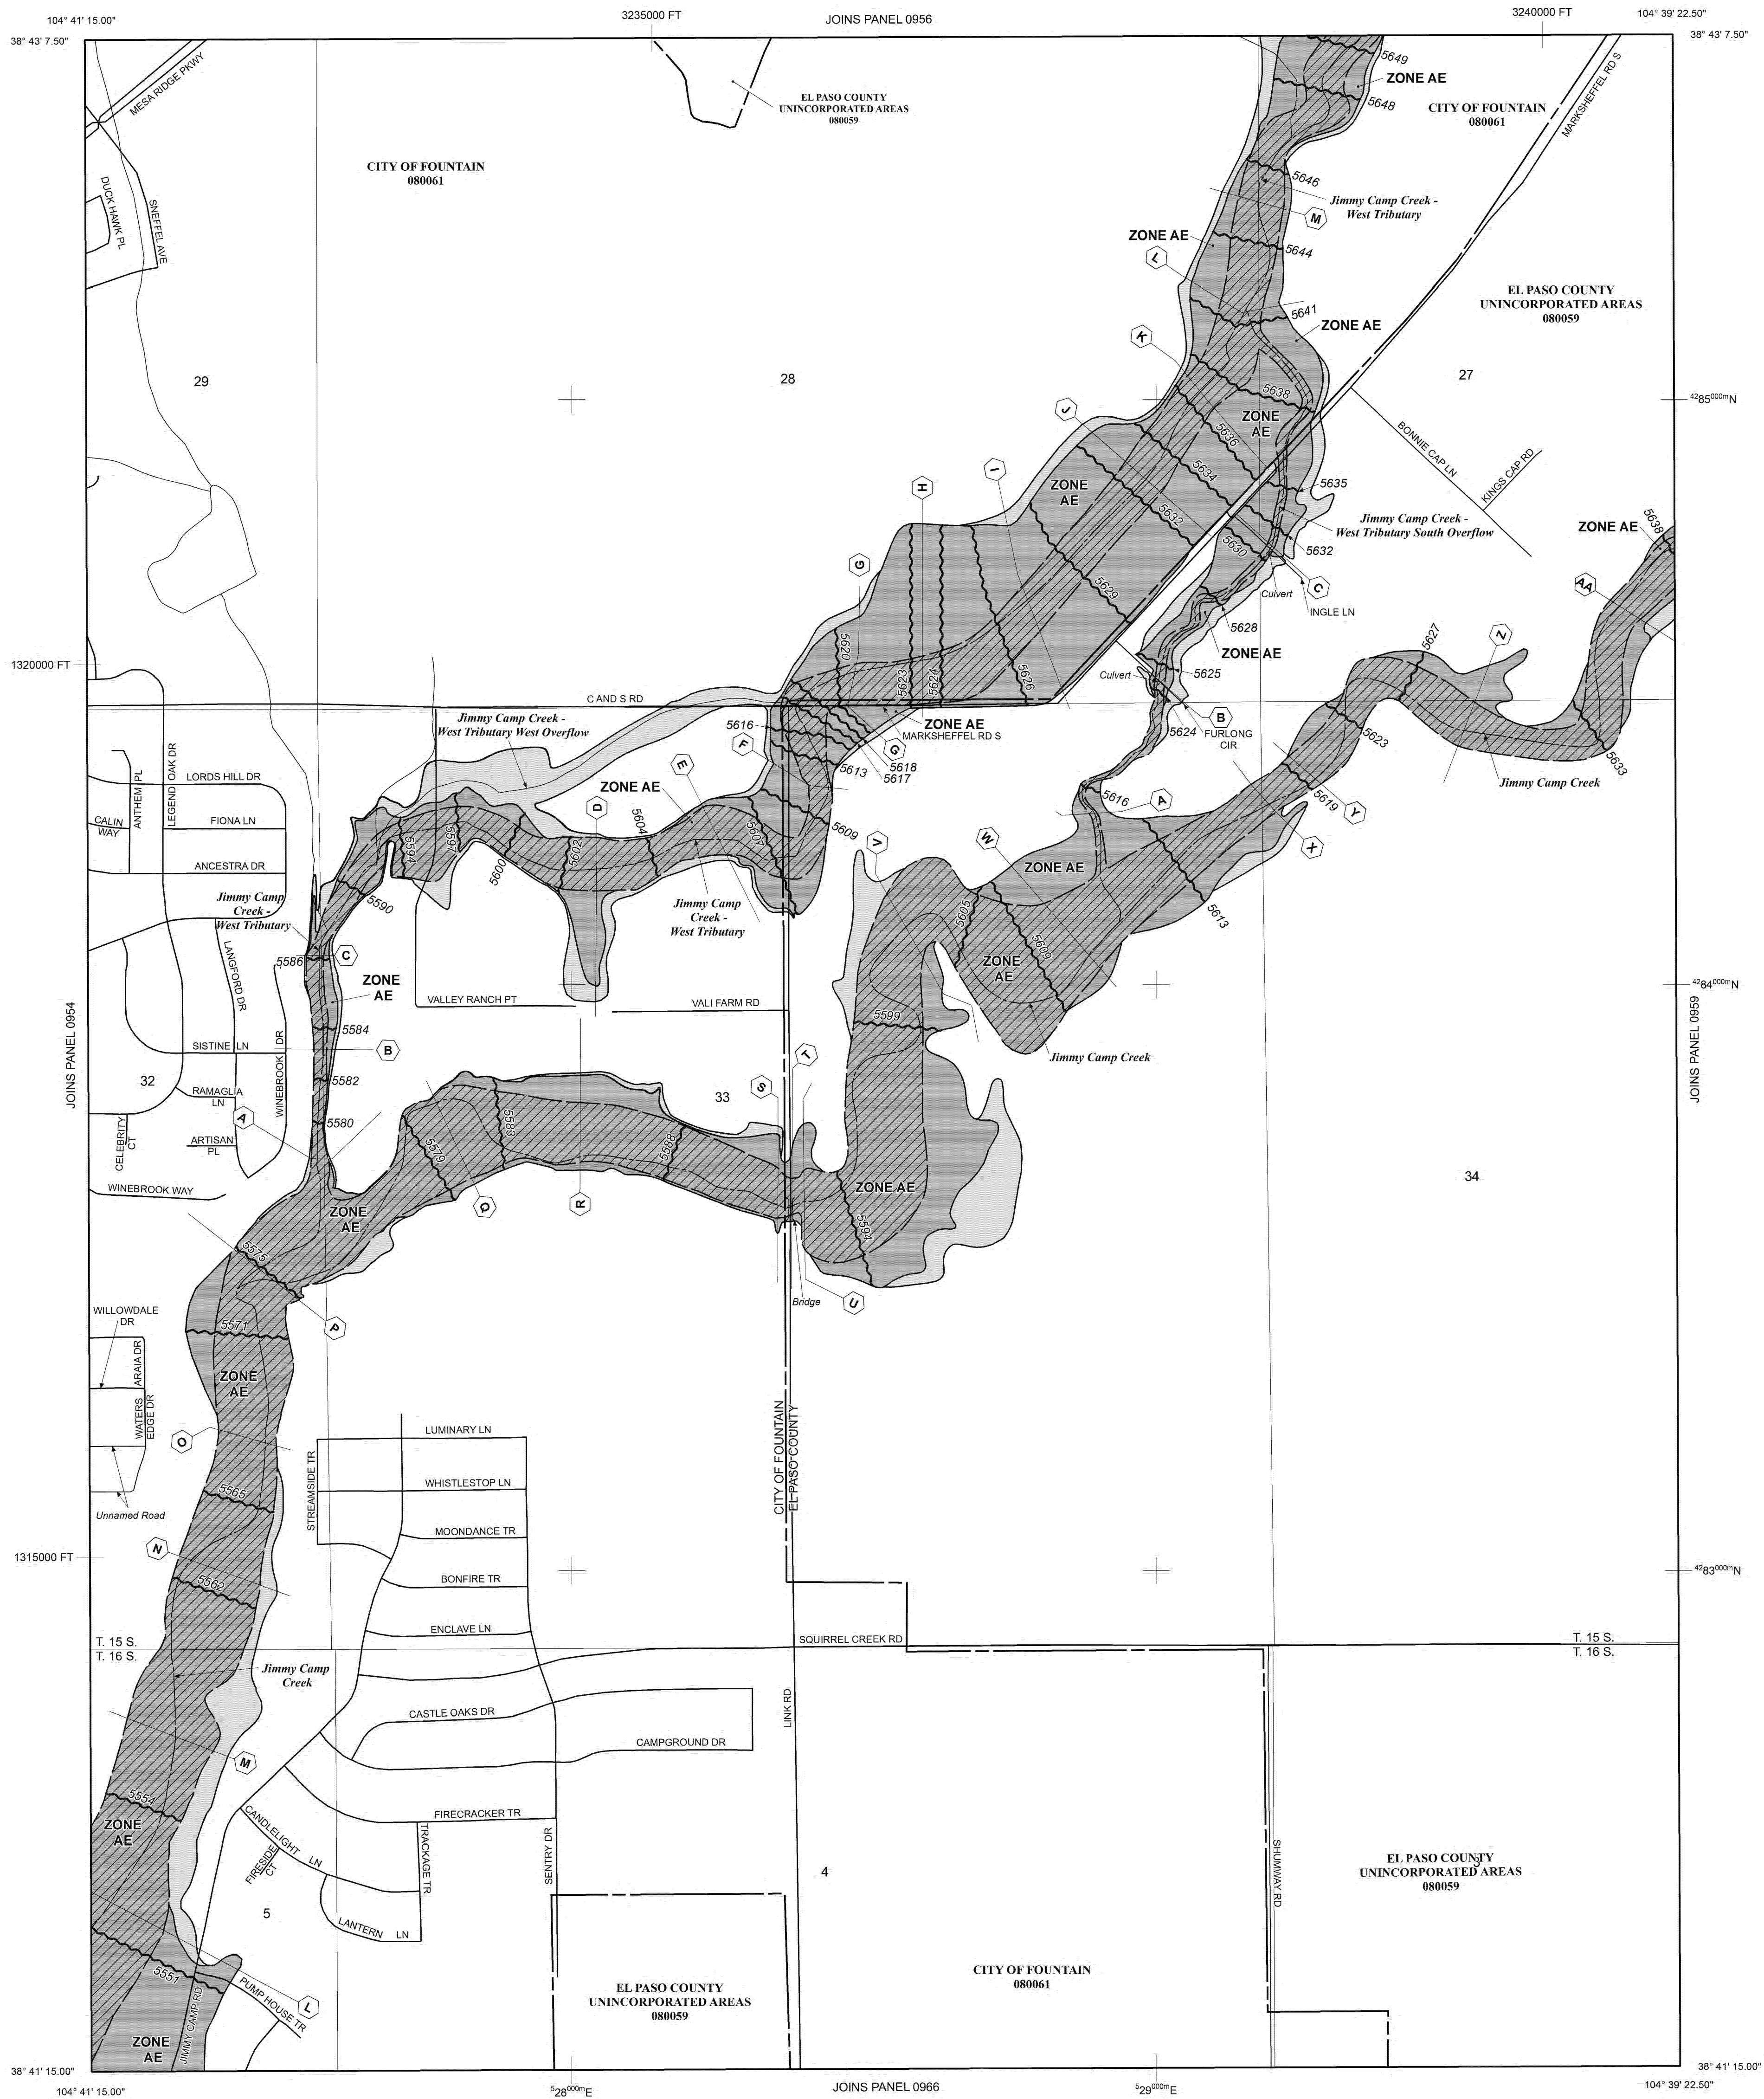 104° 41' 15.00"
3235000 FT
JOINS PANEL 0956
3240000 FT
104° 39' 22.50"
38° 43' 7.50"
38° 43' 7.50"
MESA RIDGE PKWY
EL PASO COUNTY
UNINCORPORATED AREAS
080059
5649
ZONE AE
5648
CITY OF FOUNTAIN
080061
MARKSHEFFEL RD S
CITY OF FOUNTAIN
080061
DUCK HAWK PL
SNEFFEL AVE
5646
Jimmy Camp Creek -
West Tributary
M
ZONE AE
5644
L
EL PASO COUNTY
UNINCORPORATED AREAS
080059
5641
ZONE AE
K
29
28
27
5638
ZONE
AE
4285000mN
J
5636
BONNIE CAP LN
KINGS CAP RD
5634
I
H
ZONE
AE
5635
5632
Jimmy Camp Creek -
West Tributary South Overflow
5630
5632
ZONE AE
5638
G
5629
Culvert
C
INGLE LN
AA
5628
5620
ZONE AE
5627
Z
1320000 FT
5623
5624
5626
Culvert
5625
C AND S RD
Jimmy Camp Creek -
West Tributary West Overflow
5616
F
ZONE AE
MARKSHEFFEL RD S
G
5618
5617
5613
B
5624
FURLONG
CIR
5623
5633
Jimmy Camp Creek
ANTHEM PL
LEGEND OAK DR
LORDS HILL DR
E
ZONE AE
D
5616
A
5619
Y
X
CALIN
WAY
FIONA LN
5604
5607
5609
V
W
ANCESTRA DR
5594
5597
5600
5602
ZONE AE
5613
Jimmy Camp
Creek -
West Tributary
5590
Jimmy Camp
Creek -
West Tributary
5605
5609
ZONE
AE
LANGFORD DR
5586
C
ZONE
AE
VALLEY RANCH PT
VALI FARM RD
4284000mN
5599
5584
SISTINE LN
B
WINEBROOK DR
Jimmy Camp Creek
JOINS PANEL 0954
JOINS PANEL 0959
32
5582
T
S
33
RAMAGLIA
LN
A
5580
CELEBRITY
CT
ARTISAN
PL
5579
5583
5588
34
WINEBROOK WAY
ZONE AE
Q
R
ZONE
AE
5594
5575
Bridge
U
WILLOWDALE
DR
5571
P
ARAIA DR
ZONE
AE
WATERS
EDGE DR
O
LUMINARY LN
CITY OF FOUNTAIN
EL PASO COUNTY
STREAMSIDE TR
WHISTLESTOP LN
5565
Unnamed Road
MOONDANCE TR
1315000 FT
N
5562
BONFIRE TR
4283000mN
ENCLAVE LN
SQUIRREL CREEK RD
T. 15 S.
T. 16 S.
T. 15 S.
T. 16 S.
Jimmy Camp
Creek
LINK RD
CASTLE OAKS DR
CAMPGROUND DR
M
5554
ZONE
AE
CANDLELIGHT LN
FIRECRACKER TR
FIRESIDE
CT
TRACKAGE TR
SENTRY DR
4
SHUMWAY RD
EL PASO COUNTY
UNINCORPORATED AREAS
080059
3
5
LANTERN LN
5551
PUMP HOUSE TR
L
JIMMY CAMP RD
EL PASO COUNTY
UNINCORPORATED AREAS
080059
CITY OF FOUNTAIN
080061
ZONE
AE
38° 41' 15.00"
38° 41' 15.00"
104° 41' 15.00"
528000mE
JOINS PANEL 0966
529000mE
104° 39' 22.50"